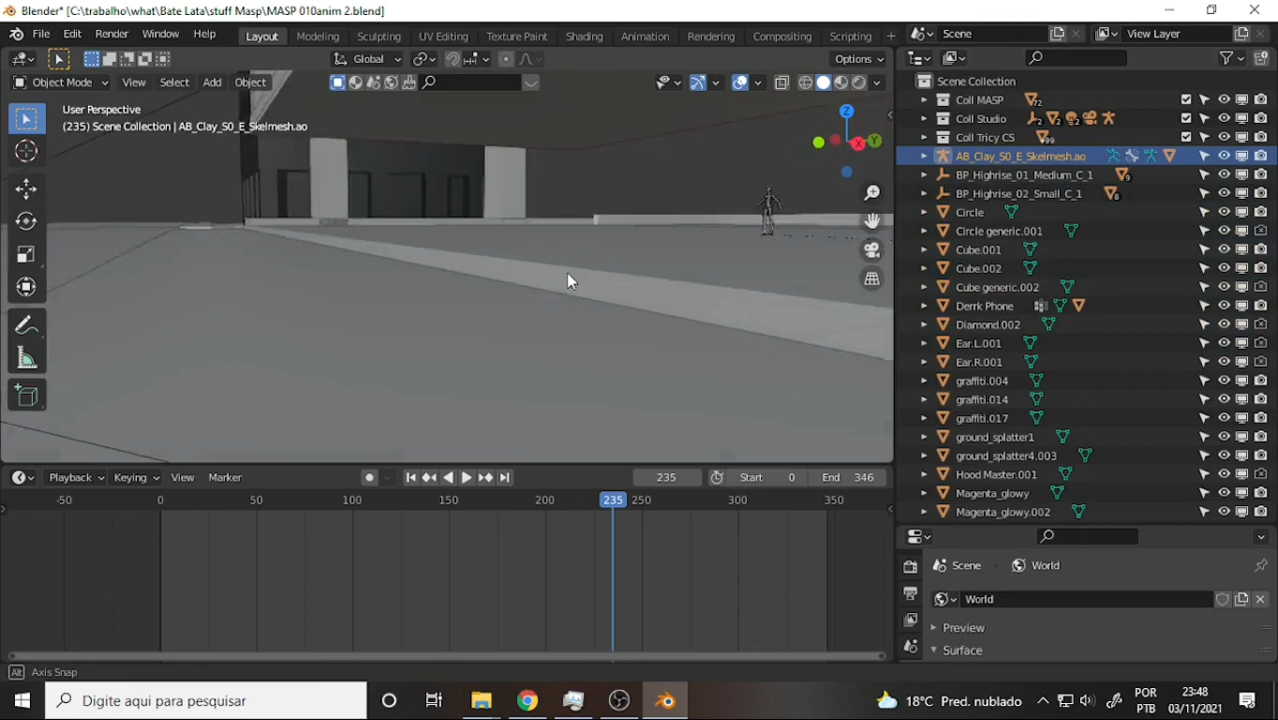 Blender* [C:\trabalho\what\Bate Lata\stuff Masp\MASP 010anim 2.blend]
File Edit Render Window Help Layout Modeling Sculpting UV Editing Texture Paint Shading Animation Rendering Compositing Scripting + Scene View Layer
Global Options
Object Mode View Select Add Object
User Perspective
(235) Scene Collection | AB_Clay_S0_E_Skelmesh.ao
Z
X
Y
Scene Collection
Coll MASP 72
Coll Studio 2 2 2
Coll Tricy CS 99
AB_Clay_S0_E_Skelmesh.ao
BP_Highrise_01_Medium_C_1 9
BP_Highrise_02_Small_C_1 8
Circle
Circle generic.001
Cube.001
Cube.002
Cube generic.002
Derrk Phone
Diamond.002
Ear.L.001
Ear.R.001
graffiti.004
graffiti.014
graffiti.017
ground_splatter1
ground_splatter4.003
Hood Master.001
Magenta_glowy
Magenta_glowy.002
Playback Keying View Marker 235 Start 0 End 346
-50 0 50 100 150 200 235 250 300 350
Scene World
World
Preview
Surface
Alt Axis Snap
Digite aqui para pesquisar
18°C Pred. nublado
POR
PTB
23:48
03/11/2021